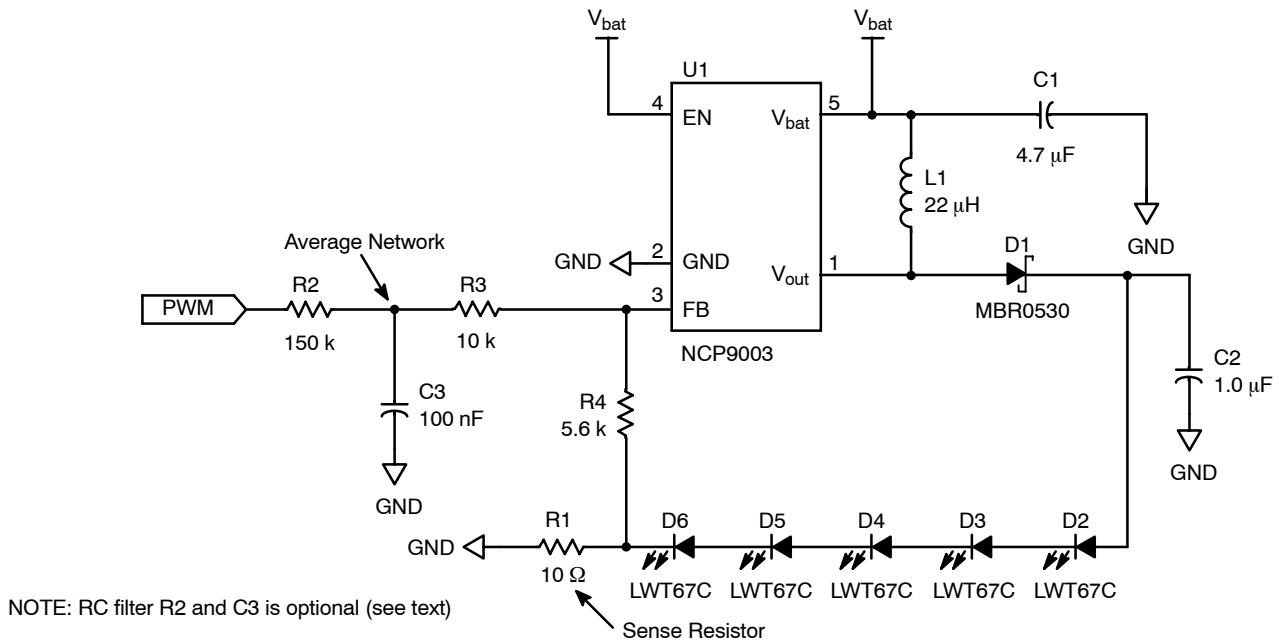 Vbat
Vbat
U1
C1
4
EN
Vbat
5
4.7 μF
L1
22 μH
GND
Average Network
GND
2
GND
D1
Vout
1
R2
R3
3
FB
MBR0530
PWM
150 k
10 k
NCP9003
C2
1.0 μF
C3
100 nF
R4
5.6 k
GND
GND
R1
D6
D5
D4
D3
D2
GND
10 Ω
LWT67C
LWT67C
LWT67C
LWT67C
LWT67C
NOTE: RC filter R2 and C3 is optional (see text)
Sense Resistor